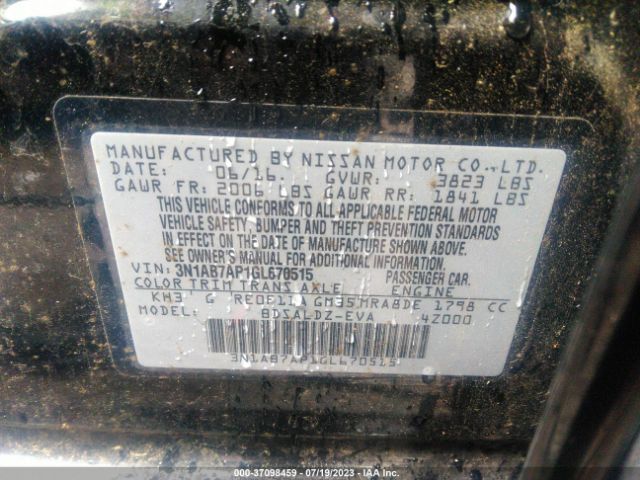 MANUFACTURED BY NISSAN MOTOR CO.,LTD.
DATE: 06/16. GVWR: 3823 LBS
GAWR FR: 2006 LBS GAWR RR: 1841 LBS
THIS VEHICLE CONFORMS TO ALL APPLICABLE FEDERAL MOTOR
VEHICLE SAFETY, BUMPER AND THEFT PREVENTION STANDARDS
IN EFFECT ON THE DATE OF MANUFACTURE SHOWN ABOVE.
SEE OWNER'S MANUAL FOR ADDITIONAL INFORMATION.
VIN: 3N1AB7AP1GL670515 PASSENGER CAR.
COLOR TRIM TRANS AXLE ENGINE
KH3 G RE0F11A GM35 MRA8DE 1798 CC
MODEL: BDSALDZ-EVA -4Z000
3N1AB7AP1GL670515
000-37098459 - 07/19/2023 - IAAI.COM